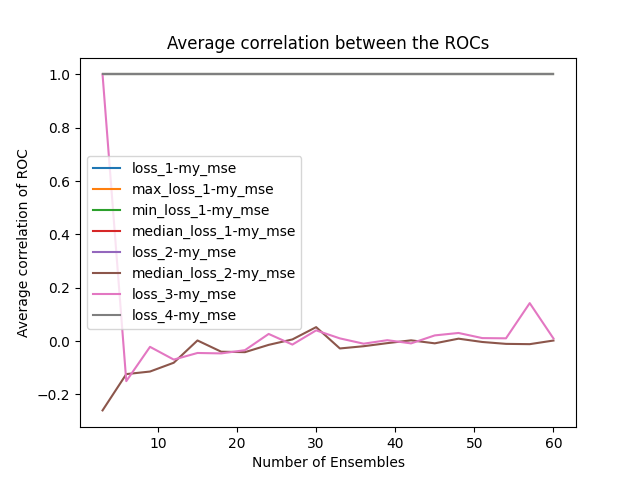 Average correlation between the ROCs
1.0
0.8
0.6
0.4
0.2
0.0
−0.2
Average correlation of ROC
loss_1-my_mse
max_loss_1-my_mse
min_loss_1-my_mse
median_loss_1-my_mse
loss_2-my_mse
median_loss_2-my_mse
loss_3-my_mse
loss_4-my_mse
10 20 30 40 50 60
Number of Ensembles